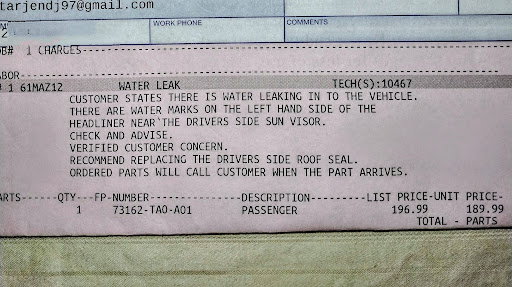 tarjendj97@gmail.com
WORK PHONE
COMMENTS
2
OB# 1 CHARGES
LABOR
# 1 61MAZ12 WATER LEAK TECH(S):10467
CUSTOMER STATES THERE IS WATER LEAKING IN TO THE VEHICLE.
THERE ARE WATER MARKS ON THE LEFT HAND SIDE OF THE
HEADLINER NEAR THE DRIVERS SIDE SUN VISOR.
CHECK AND ADVISE.
VERIFIED CUSTOMER CONCERN.
RECOMMEND REPLACING THE DRIVERS SIDE ROOF SEAL.
ORDERED PARTS WILL CALL CUSTOMER WHEN THE PART ARRIVES.
ARTS------QTY---FP-NUMBER---------------DESCRIPTION---------LIST PRICE-UNIT PRICE-
1 73162-TA0-A01 PASSENGER 196.99 189.99
TOTAL - PARTS